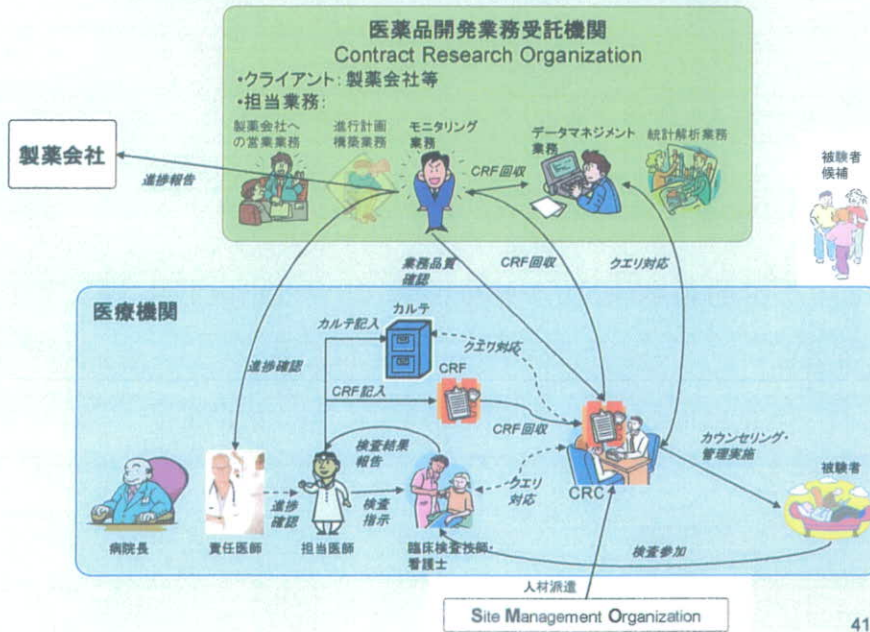 医薬品開発業務受託機関
Contract Research Organization
・クライアント: 製薬会社等
・担当業務:
製薬会社へ
の営業業務
進行計画
構築業務
モニタリング
業務
データマネジメント
業務
統計解析業務
製薬会社
進捗報告
CRF回収
被験者
候補
業務品質
確認
CRF回収
クエリ対応
医療機関
カルテ
カルテ記入
クエリ対応
進捗確認
CRF
CRF記入
CRF回収
検査結果
報告
カウンセリング・
管理実施
被験者
クエリ
対応
CRC
進捗
確認
検査
指示
病院長
責任医師
担当医師
臨床検査技師・
看護士
検査参加
人材派遣
Site Management Organization
41